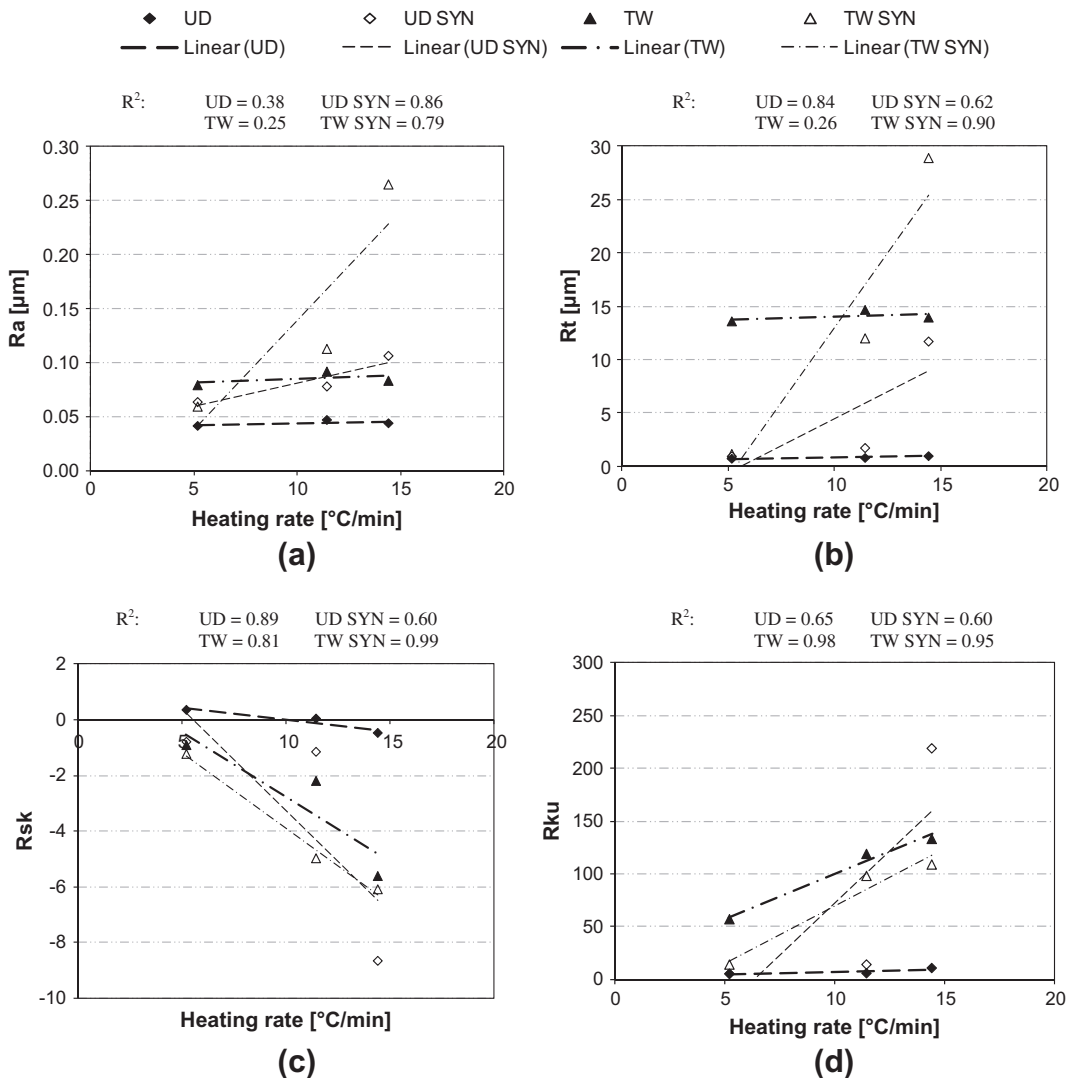 UD UD SYN TW TW SYN
Linear (UD) Linear (UD SYN) Linear (TW) Linear (TW SYN)
R²: UD = 0.38 UD SYN = 0.86
TW = 0.25 TW SYN = 0.79
0.30
0.25
0.20
0.15
0.10
0.05
0.00
Ra [µm]
0 5 10 15 20
Heating rate [°C/min]
(a)
R²: UD = 0.84 UD SYN = 0.62
TW = 0.26 TW SYN = 0.90
30
25
20
15
10
5
0
Rt [µm]
0 5 10 15 20
Heating rate [°C/min]
(b)
R²: UD = 0.89 UD SYN = 0.60
TW = 0.81 TW SYN = 0.99
2
0
-2
-4
-6
-8
-10
Rsk
0 5 10 15 20
Heating rate [°C/min]
(c)
R²: UD = 0.65 UD SYN = 0.60
TW = 0.98 TW SYN = 0.95
300
250
200
150
100
50
0
Rku
0 5 10 15 20
Heating rate [°C/min]
(d)